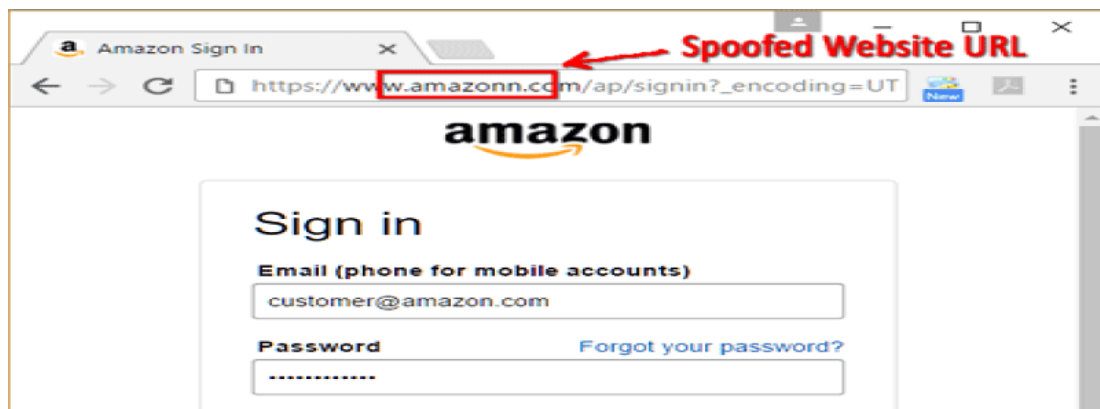 Amazon Sign In
Spoofed Website URL
https://www.amazonn.com/ap/signin?_encoding=UT
New
amazon
Sign in
Email (phone for mobile accounts)
customer@amazon.com
Password Forgot your password?
••••••••••••